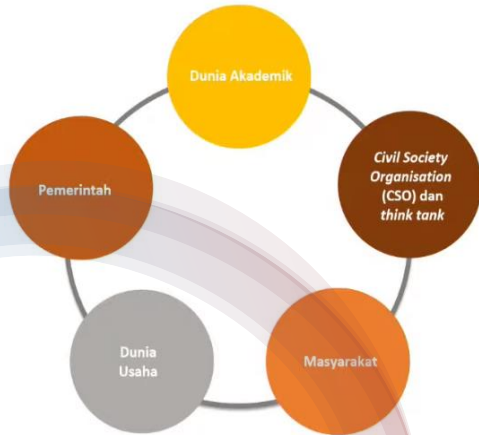 Dunia Akademik
Civil Society
Organisation
(CSO) dan
think tank
Masyarakat
Dunia
Usaha
Pemerintah